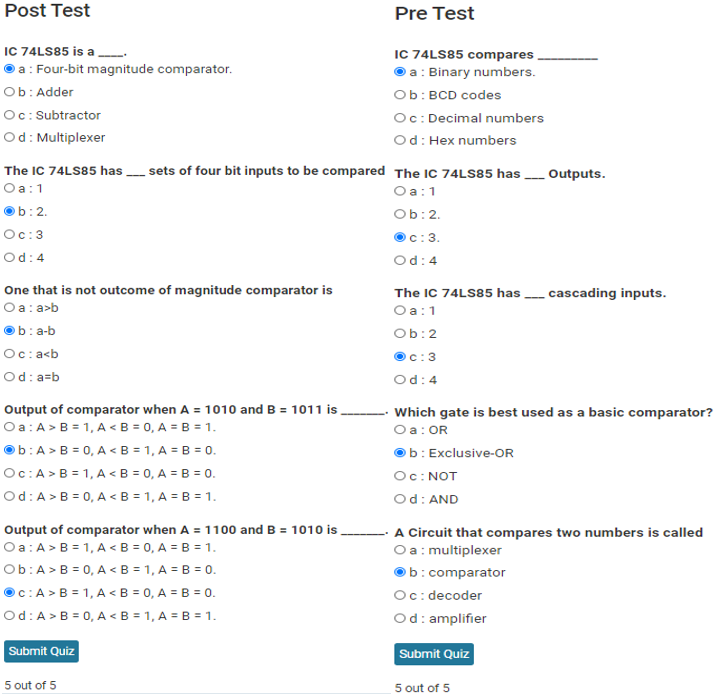 Post Test
IC 74LS85 is a ____.
a : Four-bit magnitude comparator.
b : Adder
c : Subtractor
d : Multiplexer
The IC 74LS85 has ___ sets of four bit inputs to be compared
a : 1
b : 2.
c : 3
d : 4
One that is not outcome of magnitude comparator is
a : a>b
b : a-b
c : a<b
d : a=b
Output of comparator when A = 1010 and B = 1011 is _______.
a : A > B = 1, A < B = 0, A = B = 1.
b : A > B = 0, A < B = 1, A = B = 0.
c : A > B = 1, A < B = 0, A = B = 0.
d : A > B = 0, A < B = 1, A = B = 1.
Output of comparator when A = 1100 and B = 1010 is _______.
a : A > B = 1, A < B = 0, A = B = 1.
b : A > B = 0, A < B = 1, A = B = 0.
c : A > B = 1, A < B = 0, A = B = 0.
d : A > B = 0, A < B = 1, A = B = 1.
Submit Quiz
5 out of 5
Pre Test
IC 74LS85 compares _________
a : Binary numbers.
b : BCD codes
c : Decimal numbers
d : Hex numbers
The IC 74LS85 has ___ Outputs.
a : 1
b : 2.
c : 3.
d : 4
The IC 74LS85 has ___ cascading inputs.
a : 1
b : 2
c : 3
d : 4
Which gate is best used as a basic comparator?
a : OR
b : Exclusive-OR
c : NOT
d : AND
A Circuit that compares two numbers is called
a : multiplexer
b : comparator
c : decoder
d : amplifier
Submit Quiz
5 out of 5